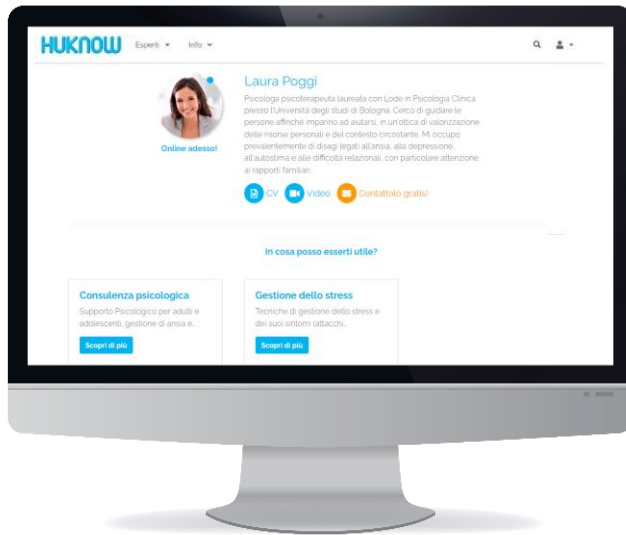 HUKNOW Esperti Info
Laura Poggi
Psicologa psicoterapeuta laureata con Lode in Psicologia Clinica
presso l'Università degli studi di Bologna. Cerco di guidare le
persone affinché imparino ad aiutarsi, in un'ottica di valorizzazione
delle risorse personali e del contesto circostante. Mi occupo
prevalentemente di disagi legati all'ansia, alla depressione,
all'autostima e alle difficoltà relazionali, con particolare attenzione
ai rapporti familiari.
Online adesso!
CV Video Contattalo gratis!
In cosa posso esserti utile?
Consulenza psicologica
Supporto Psicologico per adulti e
adolescenti, gestione di ansia e...
Scopri di più
Gestione dello stress
Tecniche di gestione dello stress e
dei suoi sintomi (attacchi...
Scopri di più